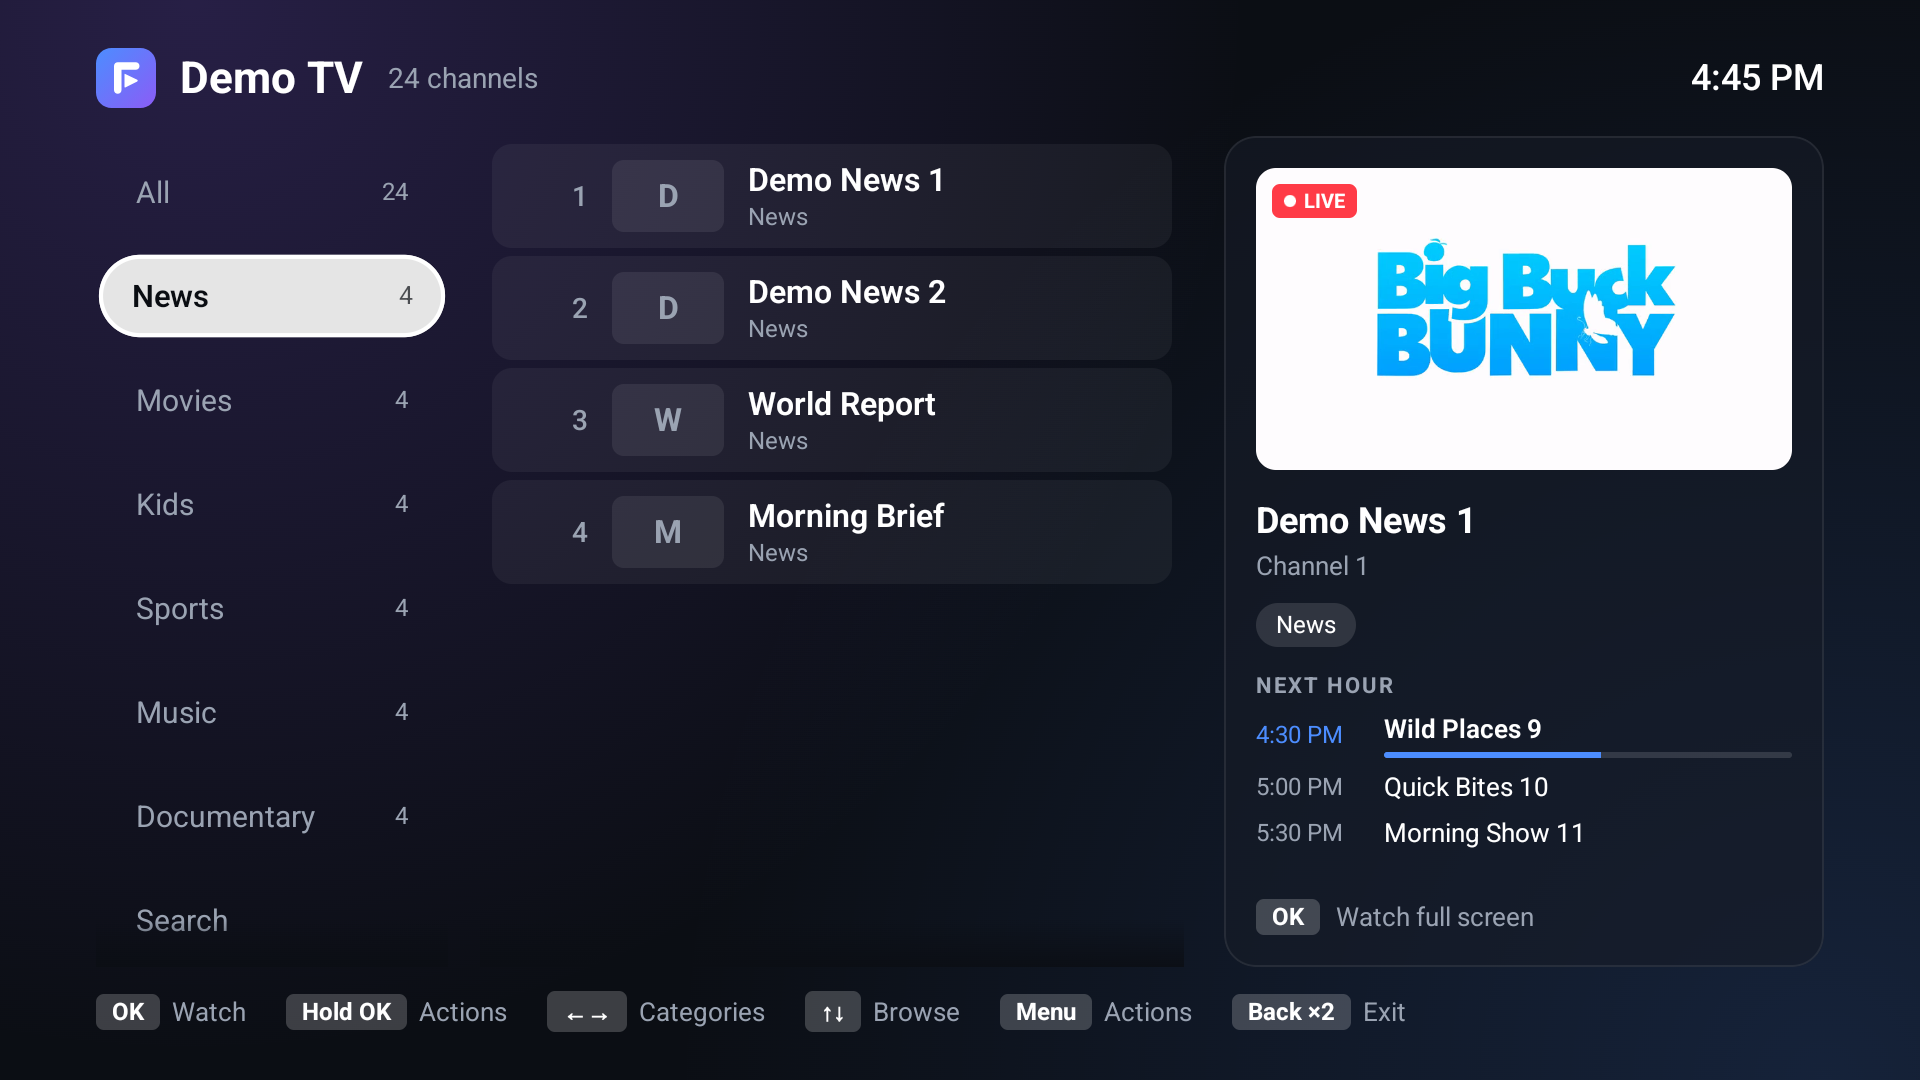 Demo TV 24 channels
4:45 PM
All 24
News 4
Movies 4
Kids 4
Sports 4
Music 4
Documentary 4
Search
1 D Demo News 1
News
2 D Demo News 2
News
3 W World Report
News
4 M Morning Brief
News
LIVE
Big Buck
BUNNY
Demo News 1
Channel 1
News
NEXT HOUR
4:30 PM Wild Places 9
5:00 PM Quick Bites 10
5:30 PM Morning Show 11
OK Watch full screen
OK Watch Hold OK Actions ←→ Categories ↑↓ Browse Menu Actions Back ×2 Exit